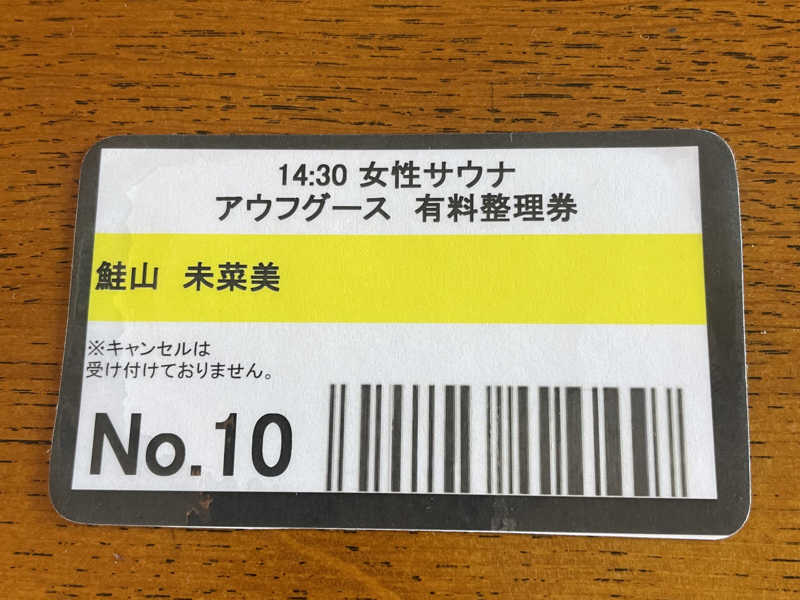 14:30 女性サウナ
アウフグース　有料整理券
鮭山　未菜美
※キャンセルは
受け付けておりません。
No.10